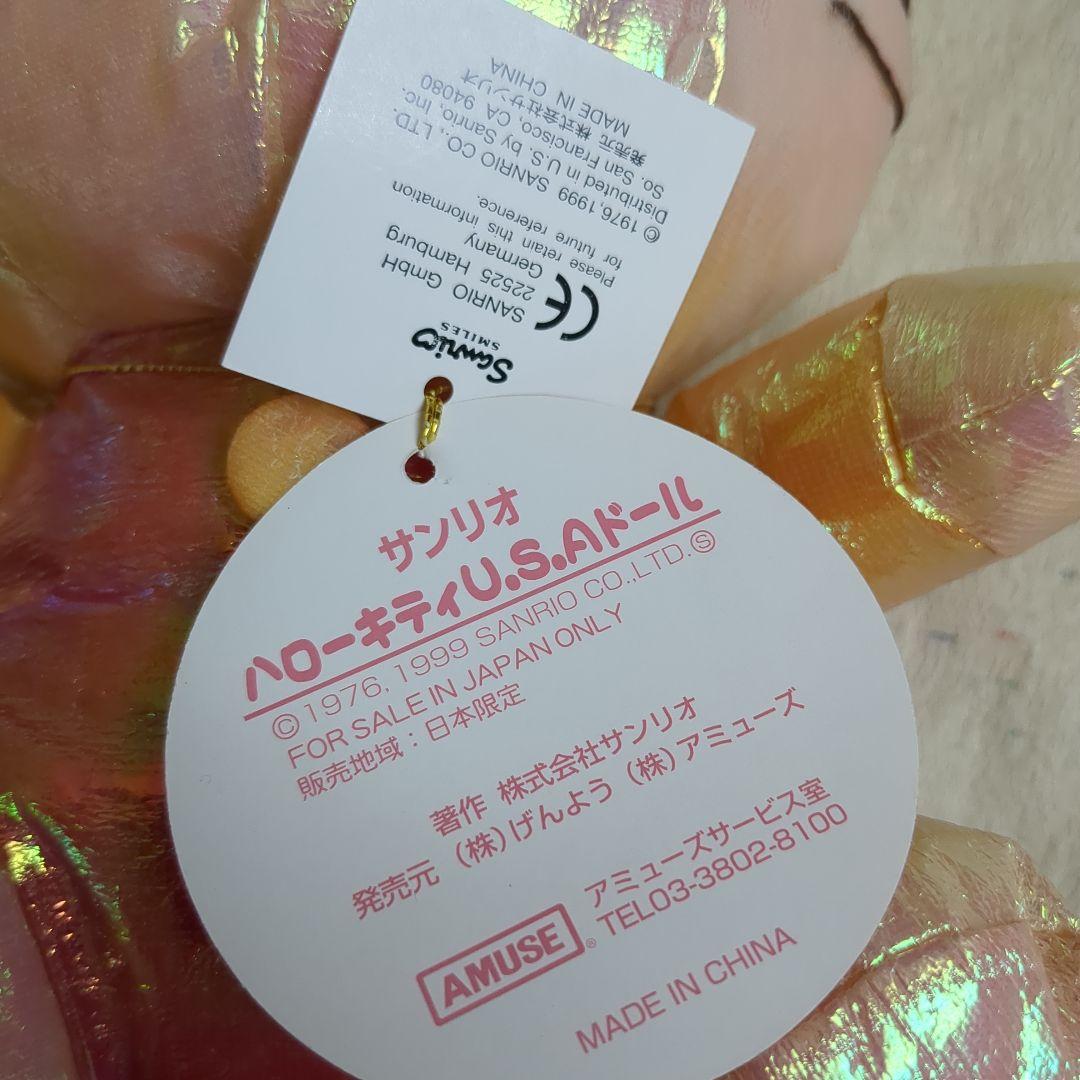 Sanrio
SMILES
SANRIO GmbH
22525 Hamburg
Germany
CE
Please retain this information
for future reference.
© 1976,1999 SANRIO CO., LTD.
Distributed in U.S. by Sanrio, Inc.
So. San Francisco, CA 94080
発売元 株式会社サンリオ
MADE IN CHINA
サンリオ
ハローキティU.S.Aドール
©1976,1999 SANRIO CO.,LTD.Ⓢ
FOR SALE IN JAPAN ONLY
販売地域：日本限定
著作 株式会社サンリオ
発売元 (株)げんよう (株)アミューズ
アミューズサービス室
AMUSE® TEL03-3802-8100
MADE IN CHINA